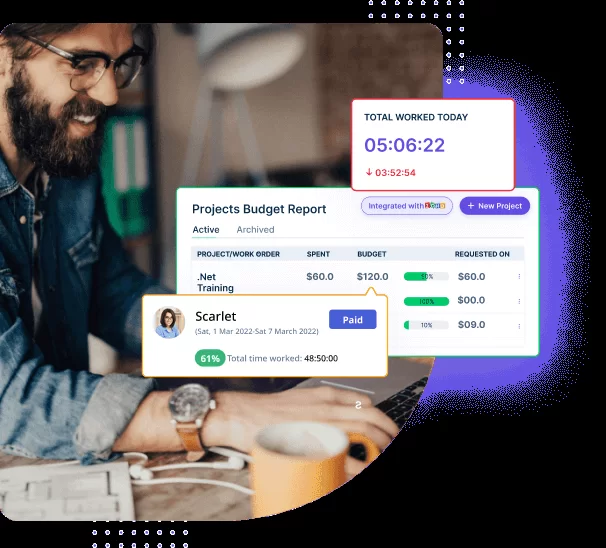 TOTAL WORKED TODAY
05:06:22
↓ 03:52:54
Projects Budget Report
Integrated with
+ New Project
Active Archived
PROJECT/WORK ORDER SPENT BUDGET REQUESTED ON
.Net Training $60.0 $120.0 50% $60.0
100% $00.0
10% $09.0
Scarlet
Paid
(Sat, 1 Mar 2022-Sat 7 March 2022)
61% Total time worked: 48:50:00